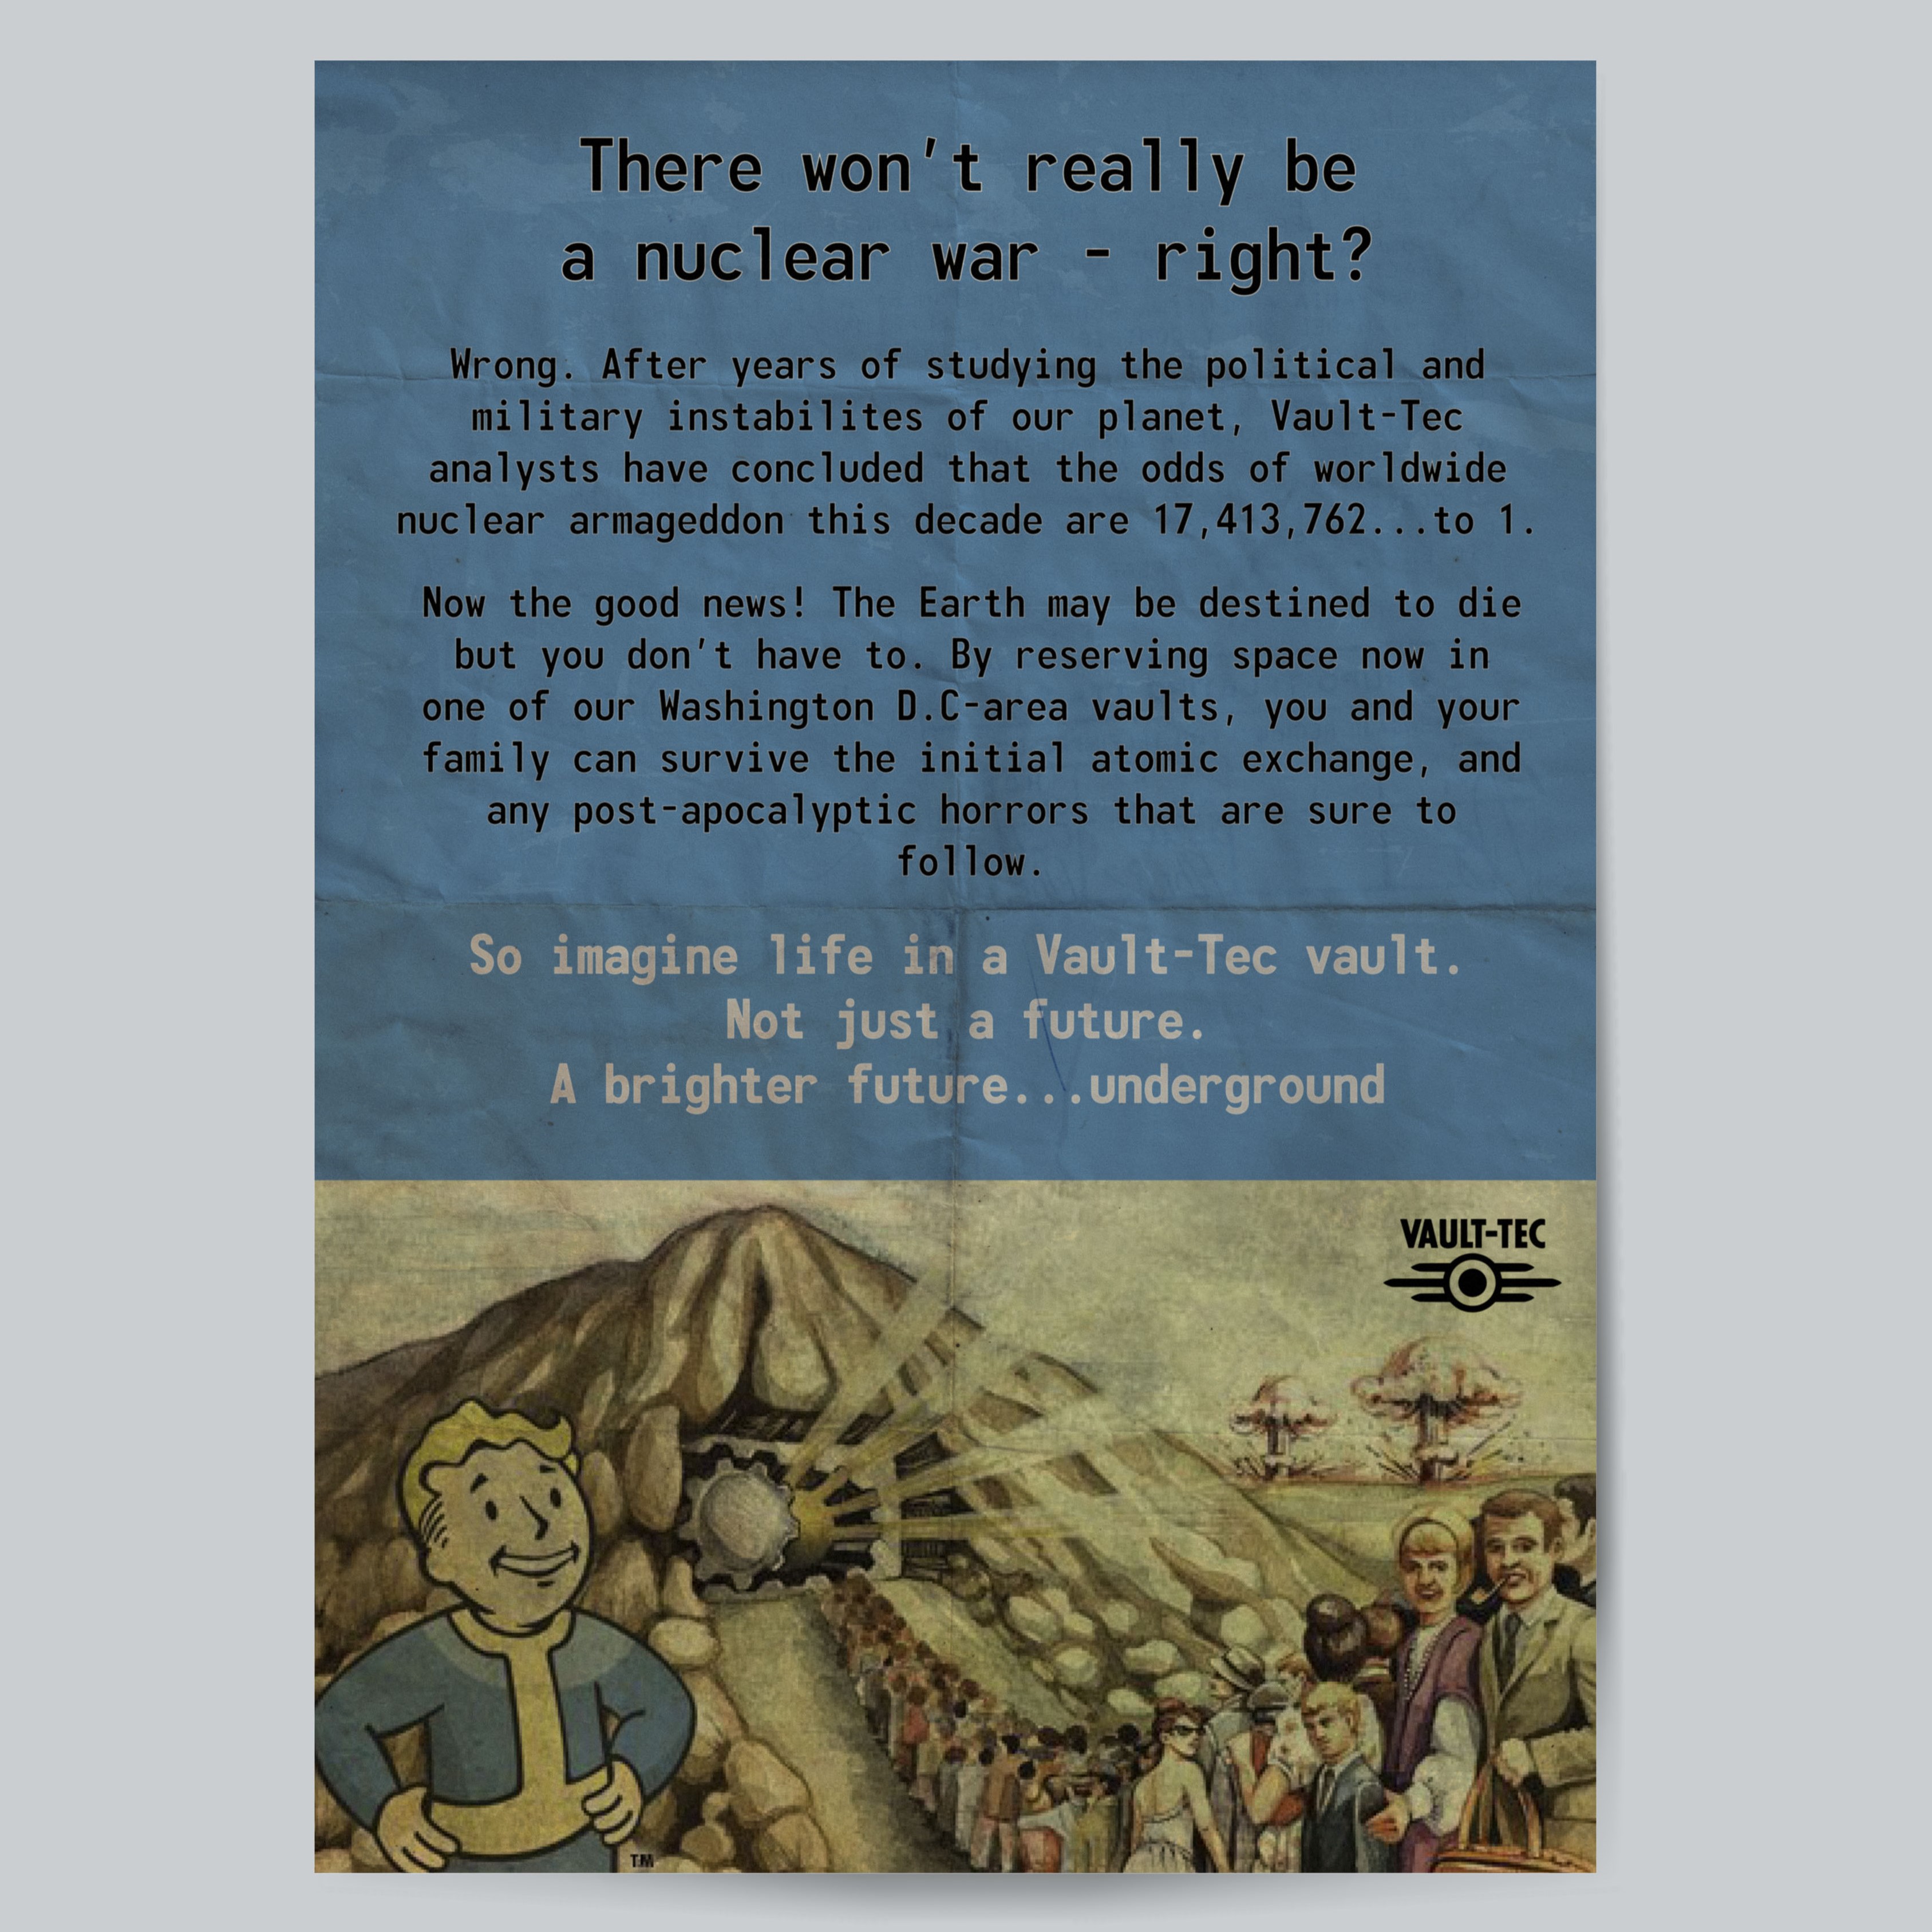 There won't really be
a nuclear war - right?
Wrong. After years of studying the political and
military instabilites of our planet, Vault-Tec
analysts have concluded that the odds of worldwide
nuclear armageddon this decade are 17,413,762...to 1.
Now the good news! The Earth may be destined to die
but you don't have to. By reserving space now in
one of our Washington D.C-area vaults, you and your
family can survive the initial atomic exchange, and
any post-apocalyptic horrors that are sure to
follow.
So imagine life in a Vault-Tec vault.
Not just a future.
A brighter future...underground
VAULT-TEC
TM